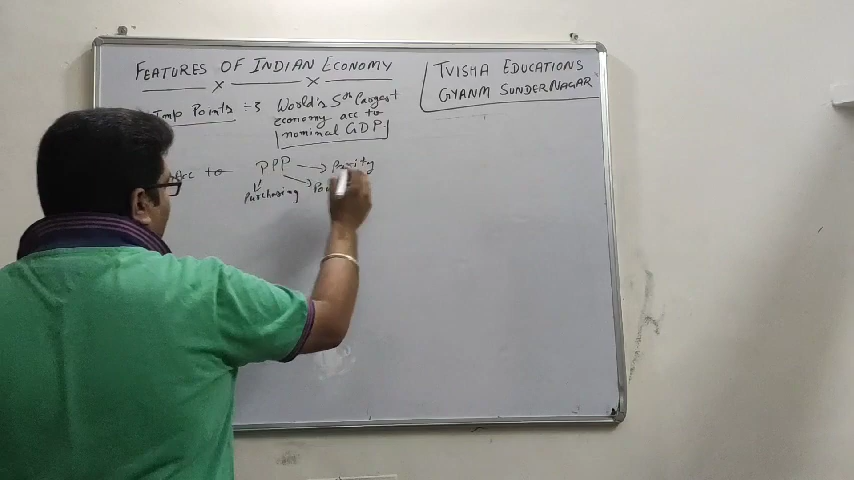 FEATURES OF INDIAN ECONOMY
TVISHA EDUCATIONS
GYANM SUNDERNAGAR
Imp Points ÷3 World's 5th largest
economy acc to
nominal GDP.
Acc to PPP → Parity
Purchasing